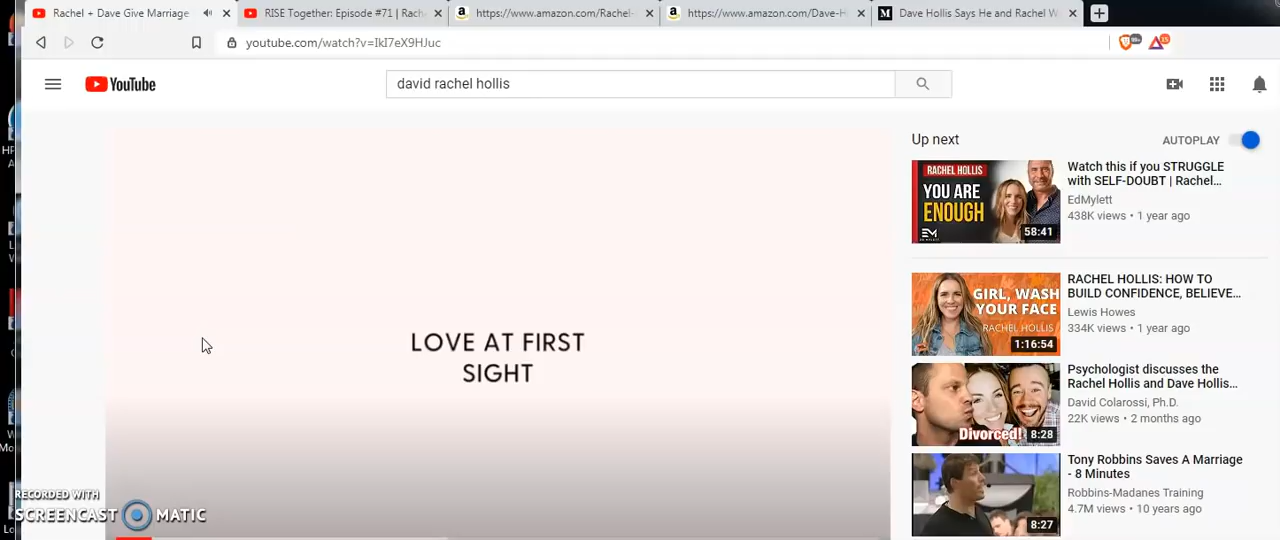 Rachel + Dave Give Marriage
RISE Together: Episode #71 | Rach
https://www.amazon.com/Rachel-
https://www.amazon.com/Dave-H
Dave Hollis Says He and Rachel W
youtube.com/watch?v=IkI7eX9HJuc
99+
15
YouTube
david rachel hollis
LOVE AT FIRST
SIGHT
Up next
AUTOPLAY
RACHEL HOLLIS
YOU ARE
ENOUGH
EM
58:41
Watch this if you STRUGGLE
with SELF-DOUBT | Rachel...
EdMylett
438K views • 1 year ago
GIRL, WASH
YOUR FACE
RACHEL HOLLIS
1:16:54
RACHEL HOLLIS: HOW TO
BUILD CONFIDENCE, BELIEVE...
Lewis Howes
334K views • 1 year ago
Divorced!
8:28
Psychologist discusses the
Rachel Hollis and Dave Hollis...
David Colarossi, Ph.D.
22K views • 2 months ago
8:27
Tony Robbins Saves A Marriage
- 8 Minutes
Robbins-Madanes Training
4.7M views • 10 years ago
RECORDED WITH
SCREENCAST MATIC
HP
A
L
W
Mo
Lo